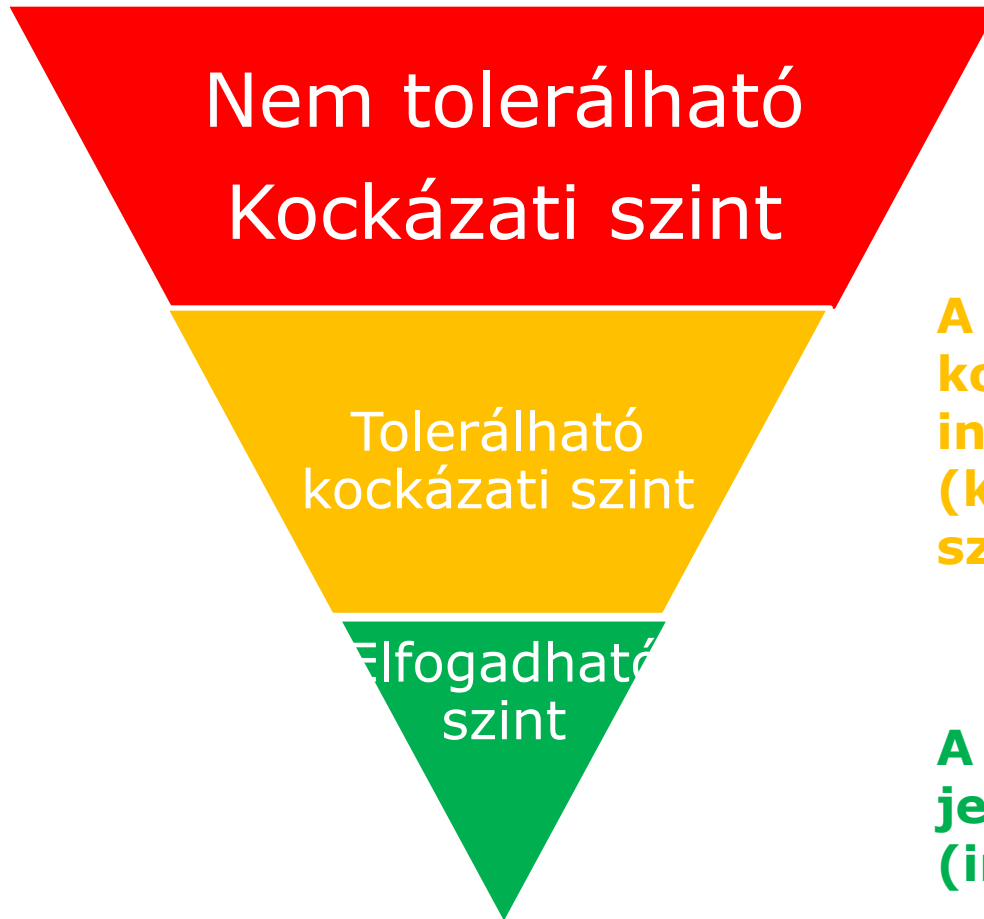 Nem tolerálható
Kockázati szint
Tolerálható
kockázati szint
Elfogadható
szint
A
A